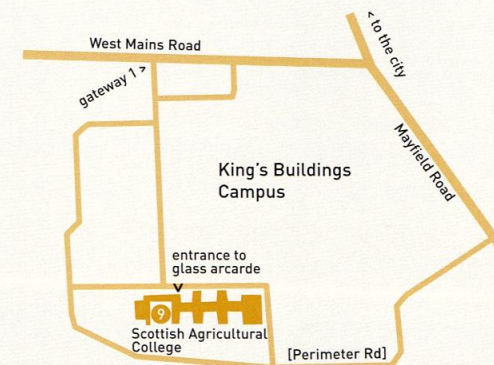 West Mains Road
< to the city
gateway 1 >
Mayfield Road
King's Buildings
Campus
entrance to
glass arcarde
9
Scottish Agricultural
College
[Perimeter Rd]